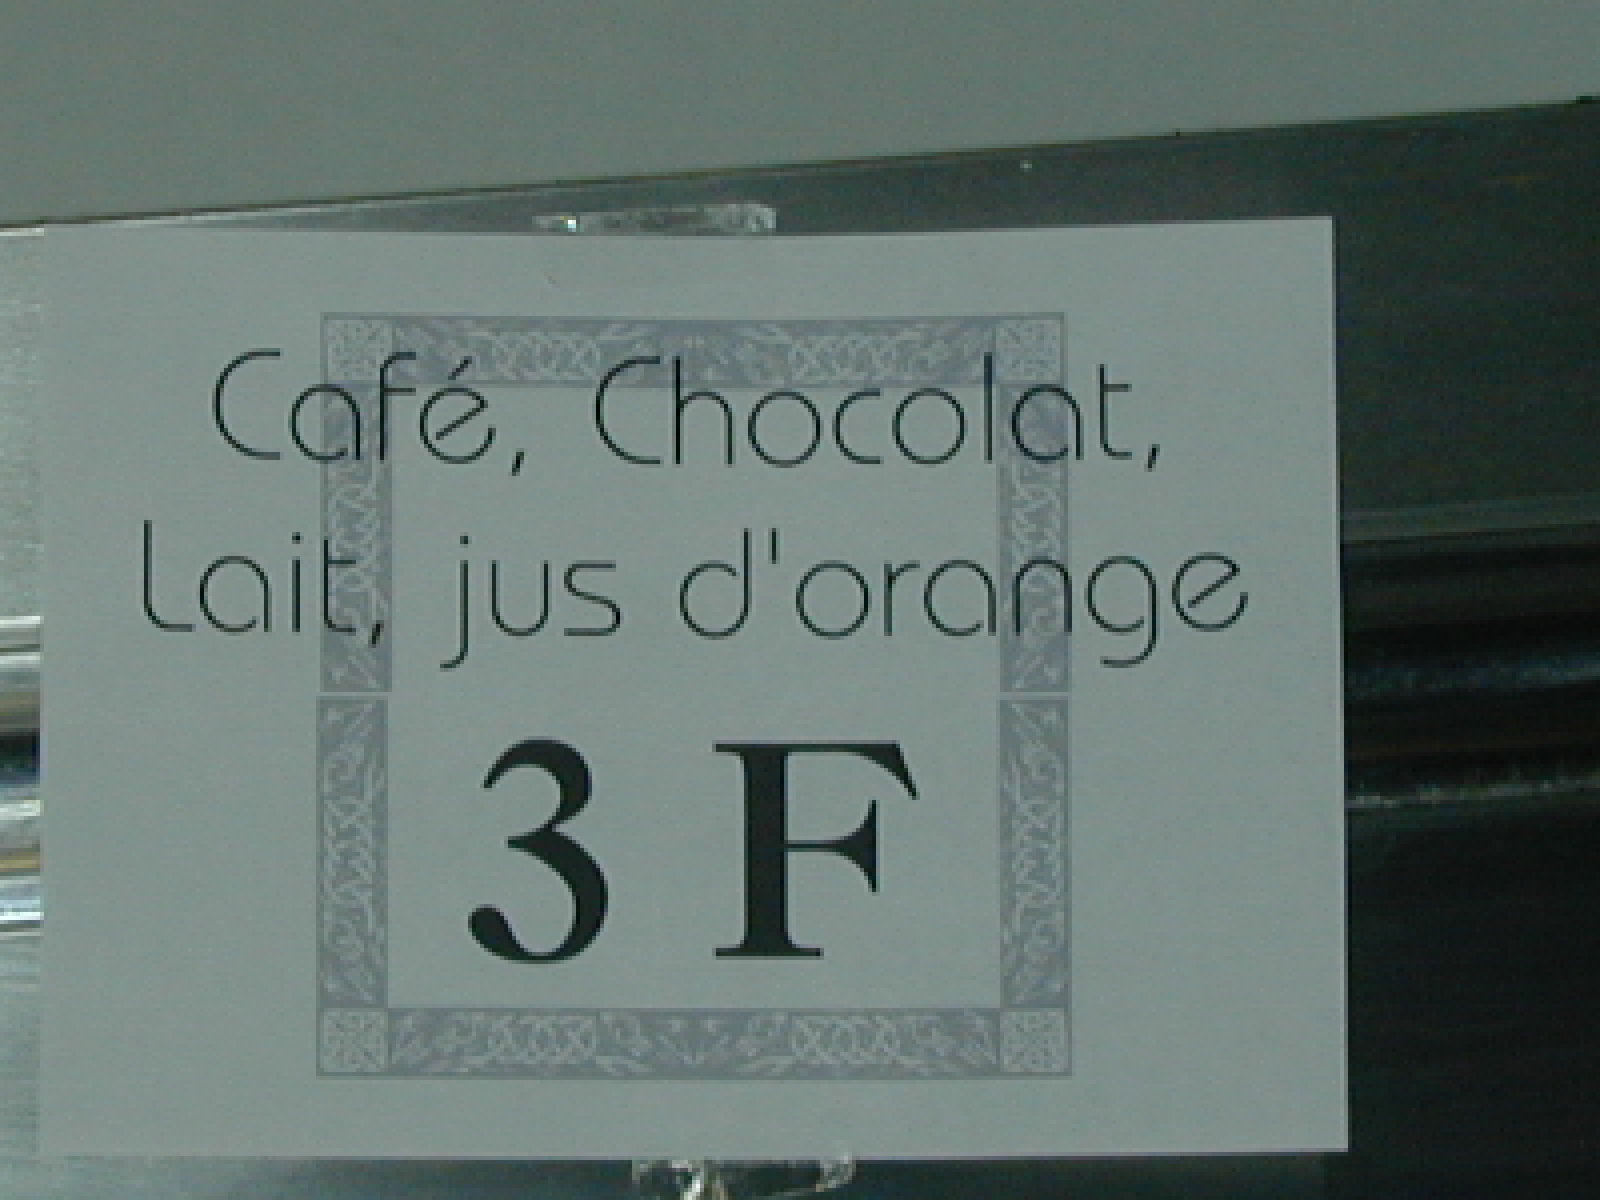 Café, Chocolat,
Lait, jus d'orange
3 F